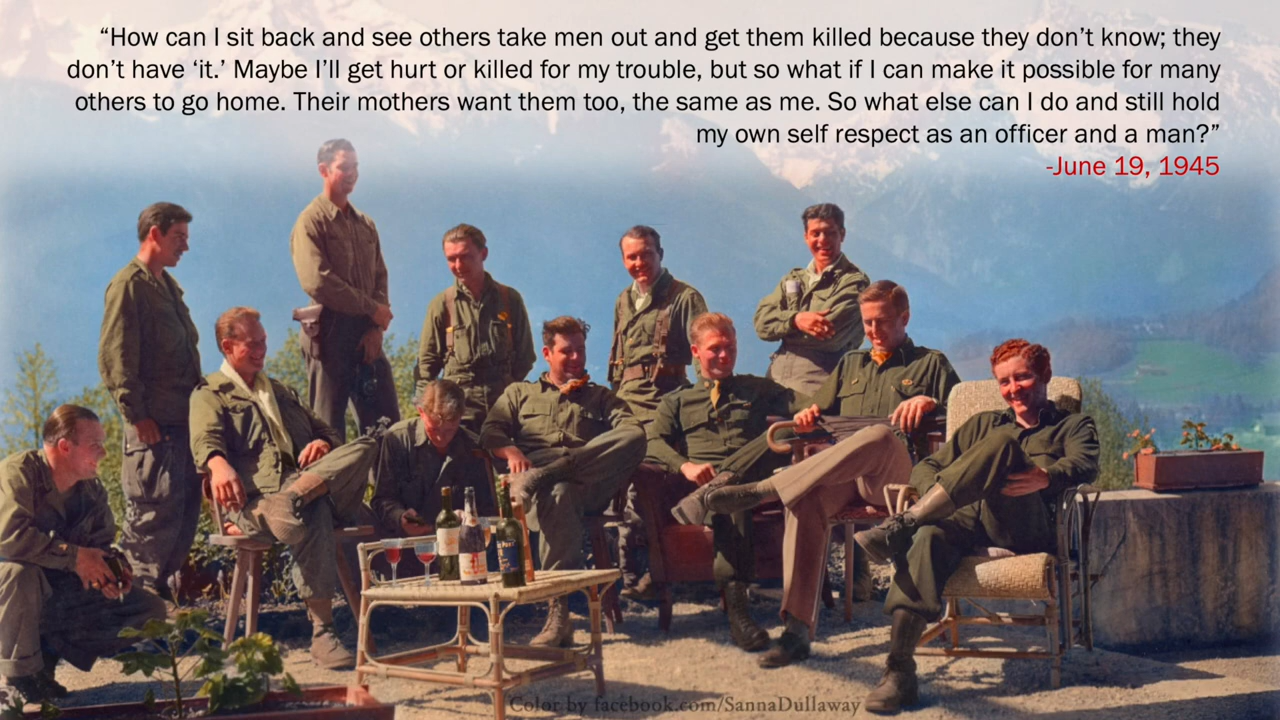 “How can I sit back and see others take men out and get them killed because they don’t know; they
don’t have ‘it.’ Maybe I’ll get hurt or killed for my trouble, but so what if I can make it possible for many
others to go home. Their mothers want them too, the same as me. So what else can I do and still hold
my own self respect as an officer and a man?”
-June 19, 1945
Color by facebook.com/SannaDullaway